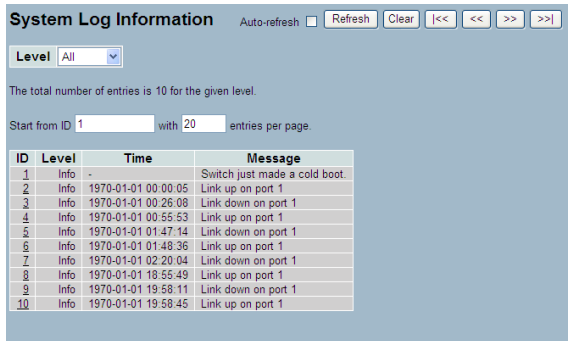 System Log Information Auto-refresh Refresh Clear |<< << >> >>|
Level All
The total number of entries is 10 for the given level.
Start from ID 1 with 20 entries per page.
ID Level Time Message
1 Info - Switch just made a cold boot.
2 Info 1970-01-01 00:00:05 Link up on port 1
3 Info 1970-01-01 00:26:08 Link down on port 1
4 Info 1970-01-01 00:55:53 Link up on port 1
5 Info 1970-01-01 01:47:14 Link down on port 1
6 Info 1970-01-01 01:48:36 Link up on port 1
7 Info 1970-01-01 02:20:04 Link down on port 1
8 Info 1970-01-01 18:55:49 Link up on port 1
9 Info 1970-01-01 19:58:11 Link down on port 1
10 Info 1970-01-01 19:58:45 Link up on port 1